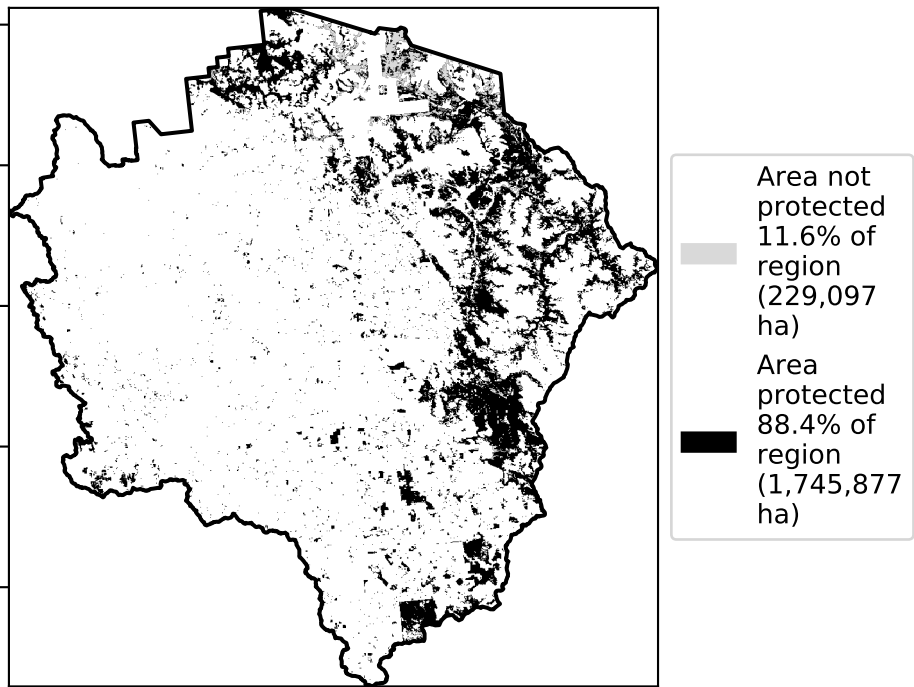 Area not
protected
11.6% of
region
(229,097
ha)
Area
protected
88.4% of
region
(1,745,877
ha)